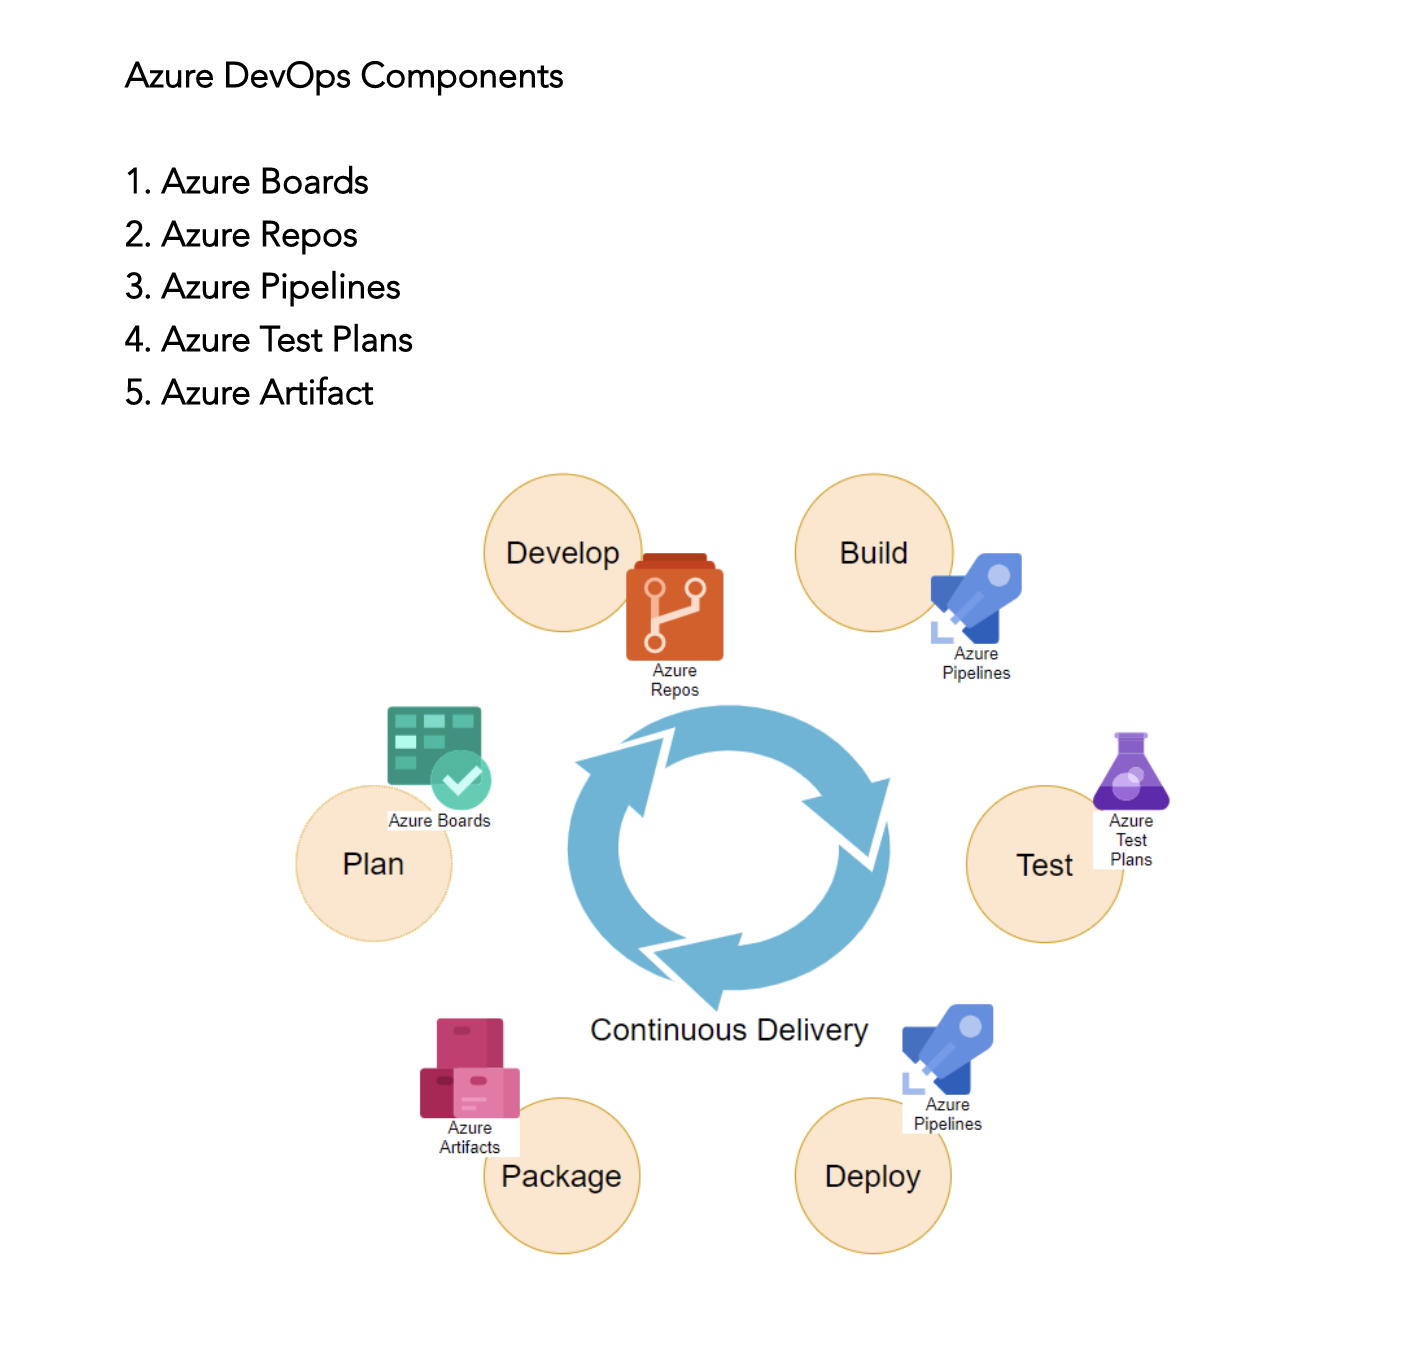 Azure DevOps Components
1. Azure Boards
2. Azure Repos
3. Azure Pipelines
4. Azure Test Plans
5. Azure Artifact
Develop
Build
Azure
Repos
Azure
Pipelines
Azure Boards
Plan
Azure
Test
Plans
Test
Continuous Delivery
Azure
Artifacts
Package
Azure
Pipelines
Deploy